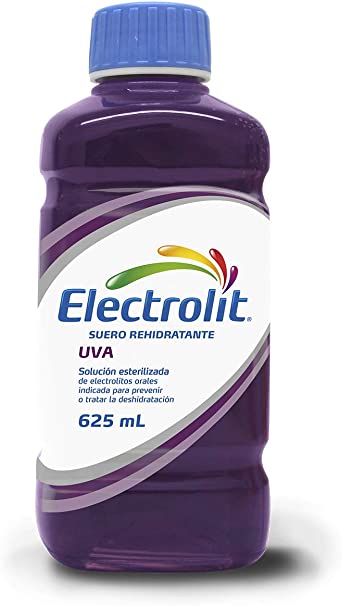 Electrolit®
SUERO REHIDRATANTE
UVA
Solución esterilizada
de electrolitos orales
indicada para prevenir
o tratar la deshidratación
625 mL